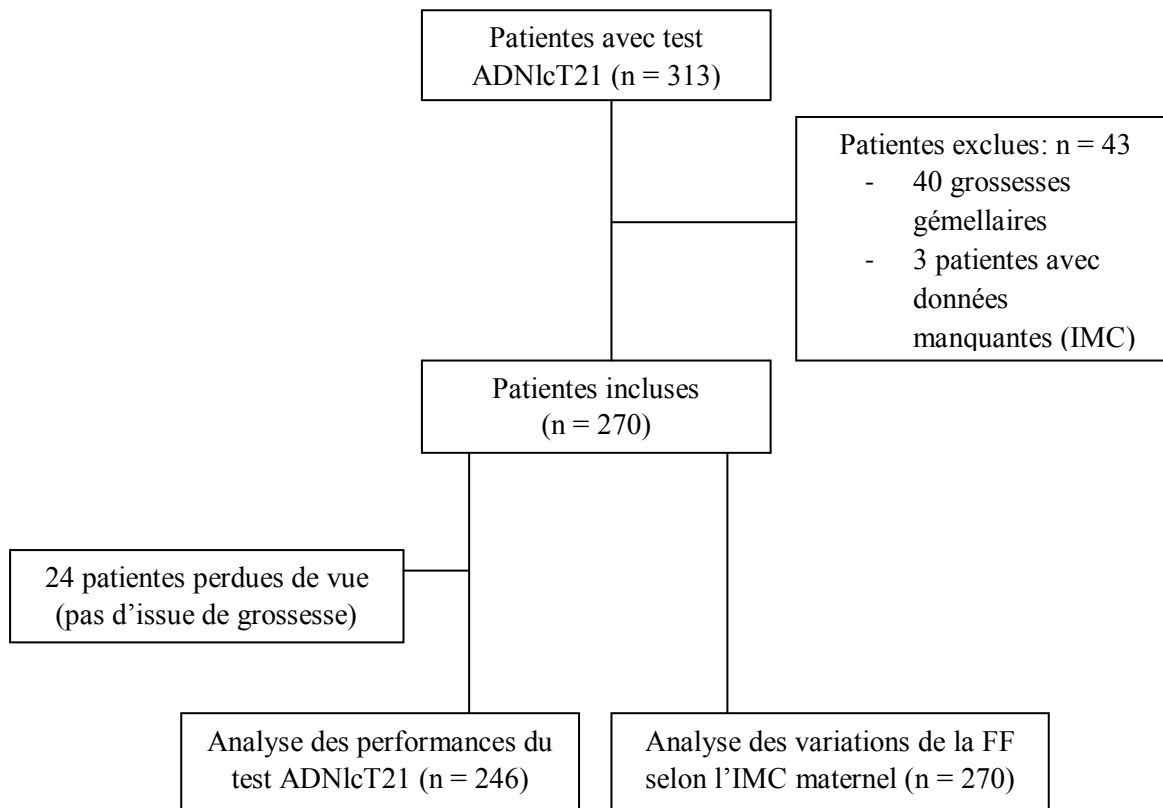 Patientes avec test
ADNlcT21 (n = 313)
Patientes exclues: n = 43
- 40 grossesses
gémellaires
- 3 patientes avec
données
manquantes (IMC)
Patientes incluses
(n = 270)
24 patientes perdues de vue
(pas d’issue de grossesse)
Analyse des performances du
test ADNlcT21 (n = 246)
Analyse des variations de la FF
selon l’IMC maternel (n = 270)